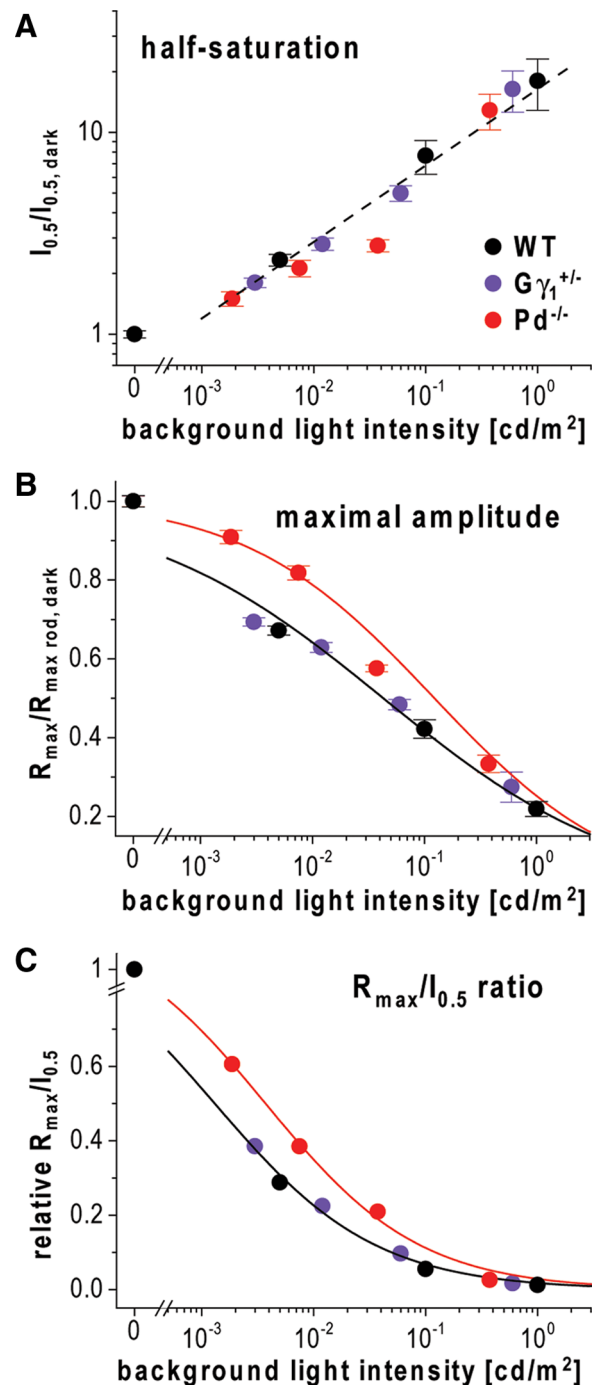 A
half-saturation
I₀.₅/I₀.₅, dark
10
1
WT
Gγ₁⁺/⁻
Pd⁻/⁻
0 10⁻³ 10⁻² 10⁻¹ 10⁰
background light intensity [cd/m²]
B
maximal amplitude
Rmax/Rmax rod, dark
1.0
0.8
0.6
0.4
0.2
0 10⁻³ 10⁻² 10⁻¹ 10⁰
background light intensity [cd/m²]
C
Rmax/I₀.₅ ratio
relative Rmax/I₀.₅
1
0.6
0.4
0.2
0.0
0 10⁻³ 10⁻² 10⁻¹ 10⁰
background light intensity [cd/m²]